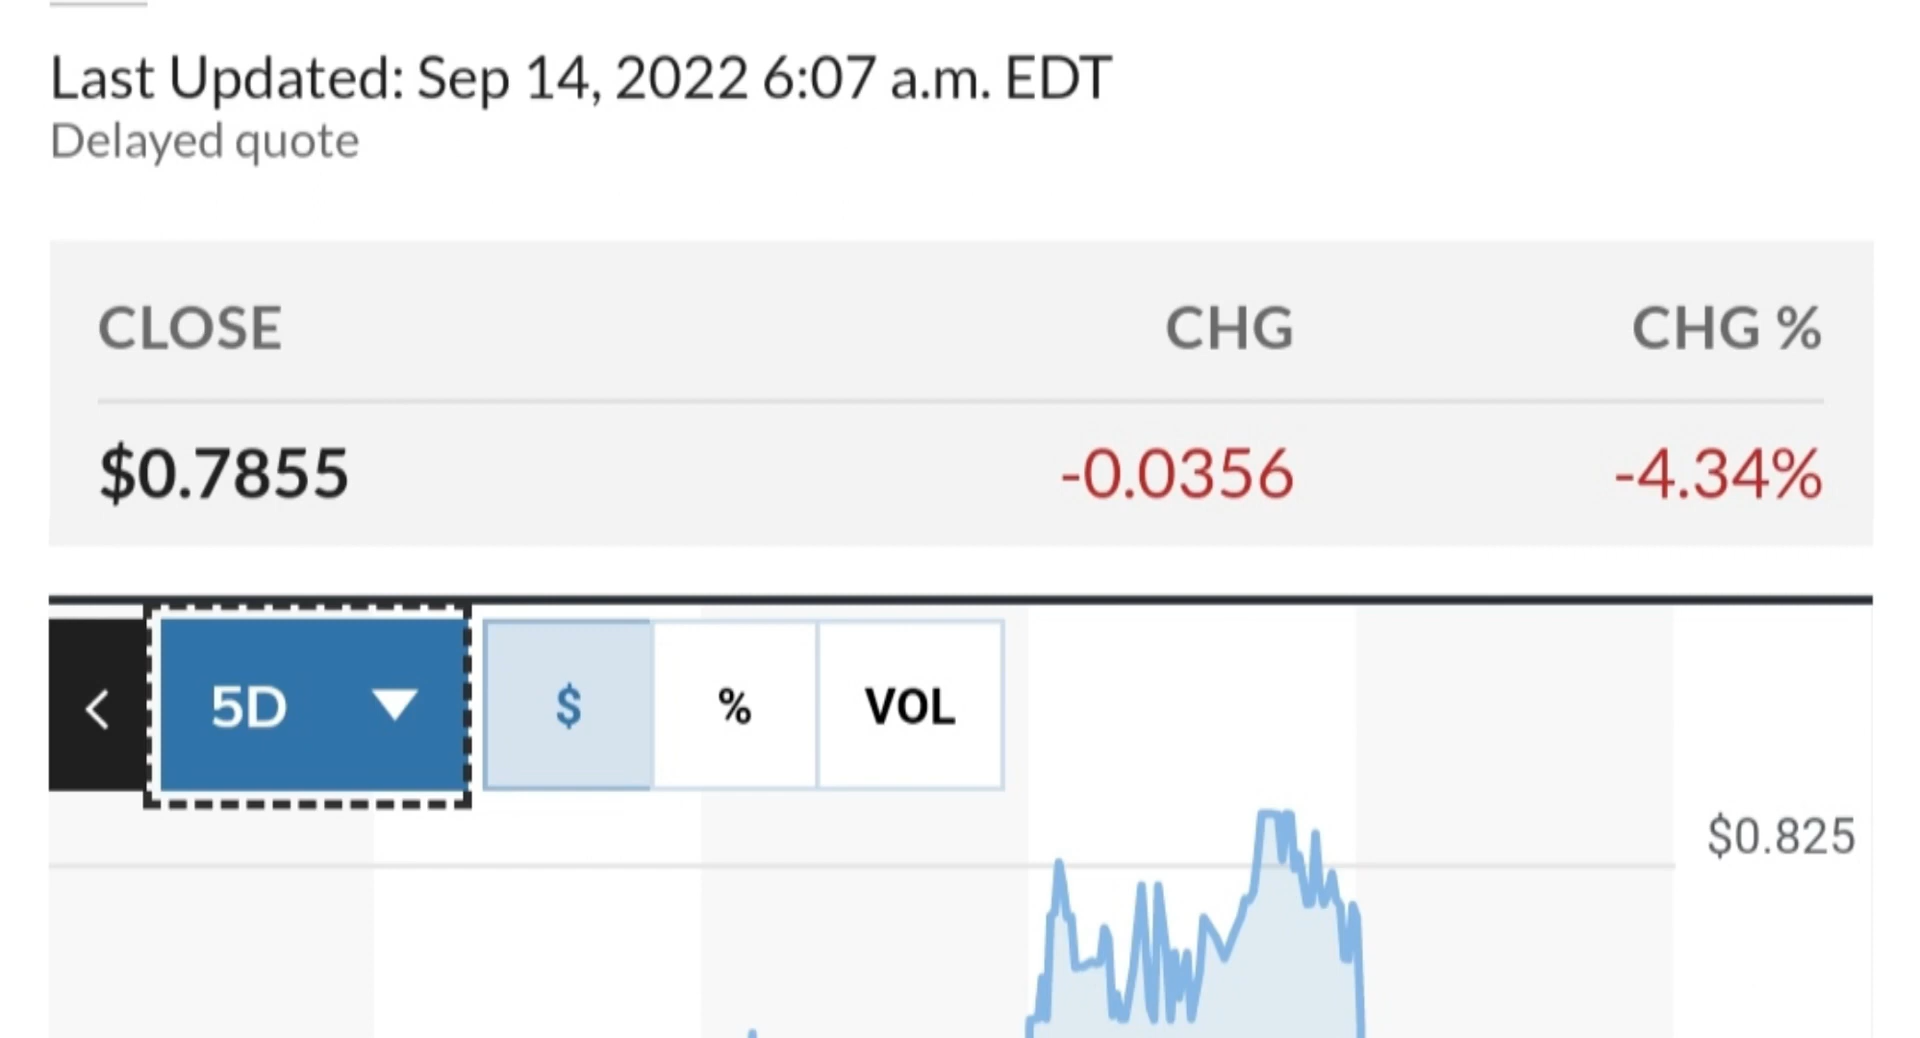 Last Updated: Sep 14, 2022 6:07 a.m. EDT
Delayed quote
CLOSE CHG CHG %
$0.7855 -0.0356 -4.34%
5D $ % VOL
$0.825